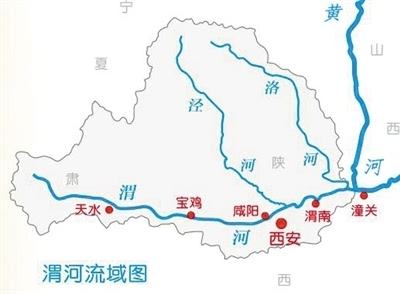 宁
夏
黄
山
西
河
洛
河
泾
河
陕
西
肃
渭
河
天水
宝鸡
咸阳
西安
渭南
潼关
渭河流域图